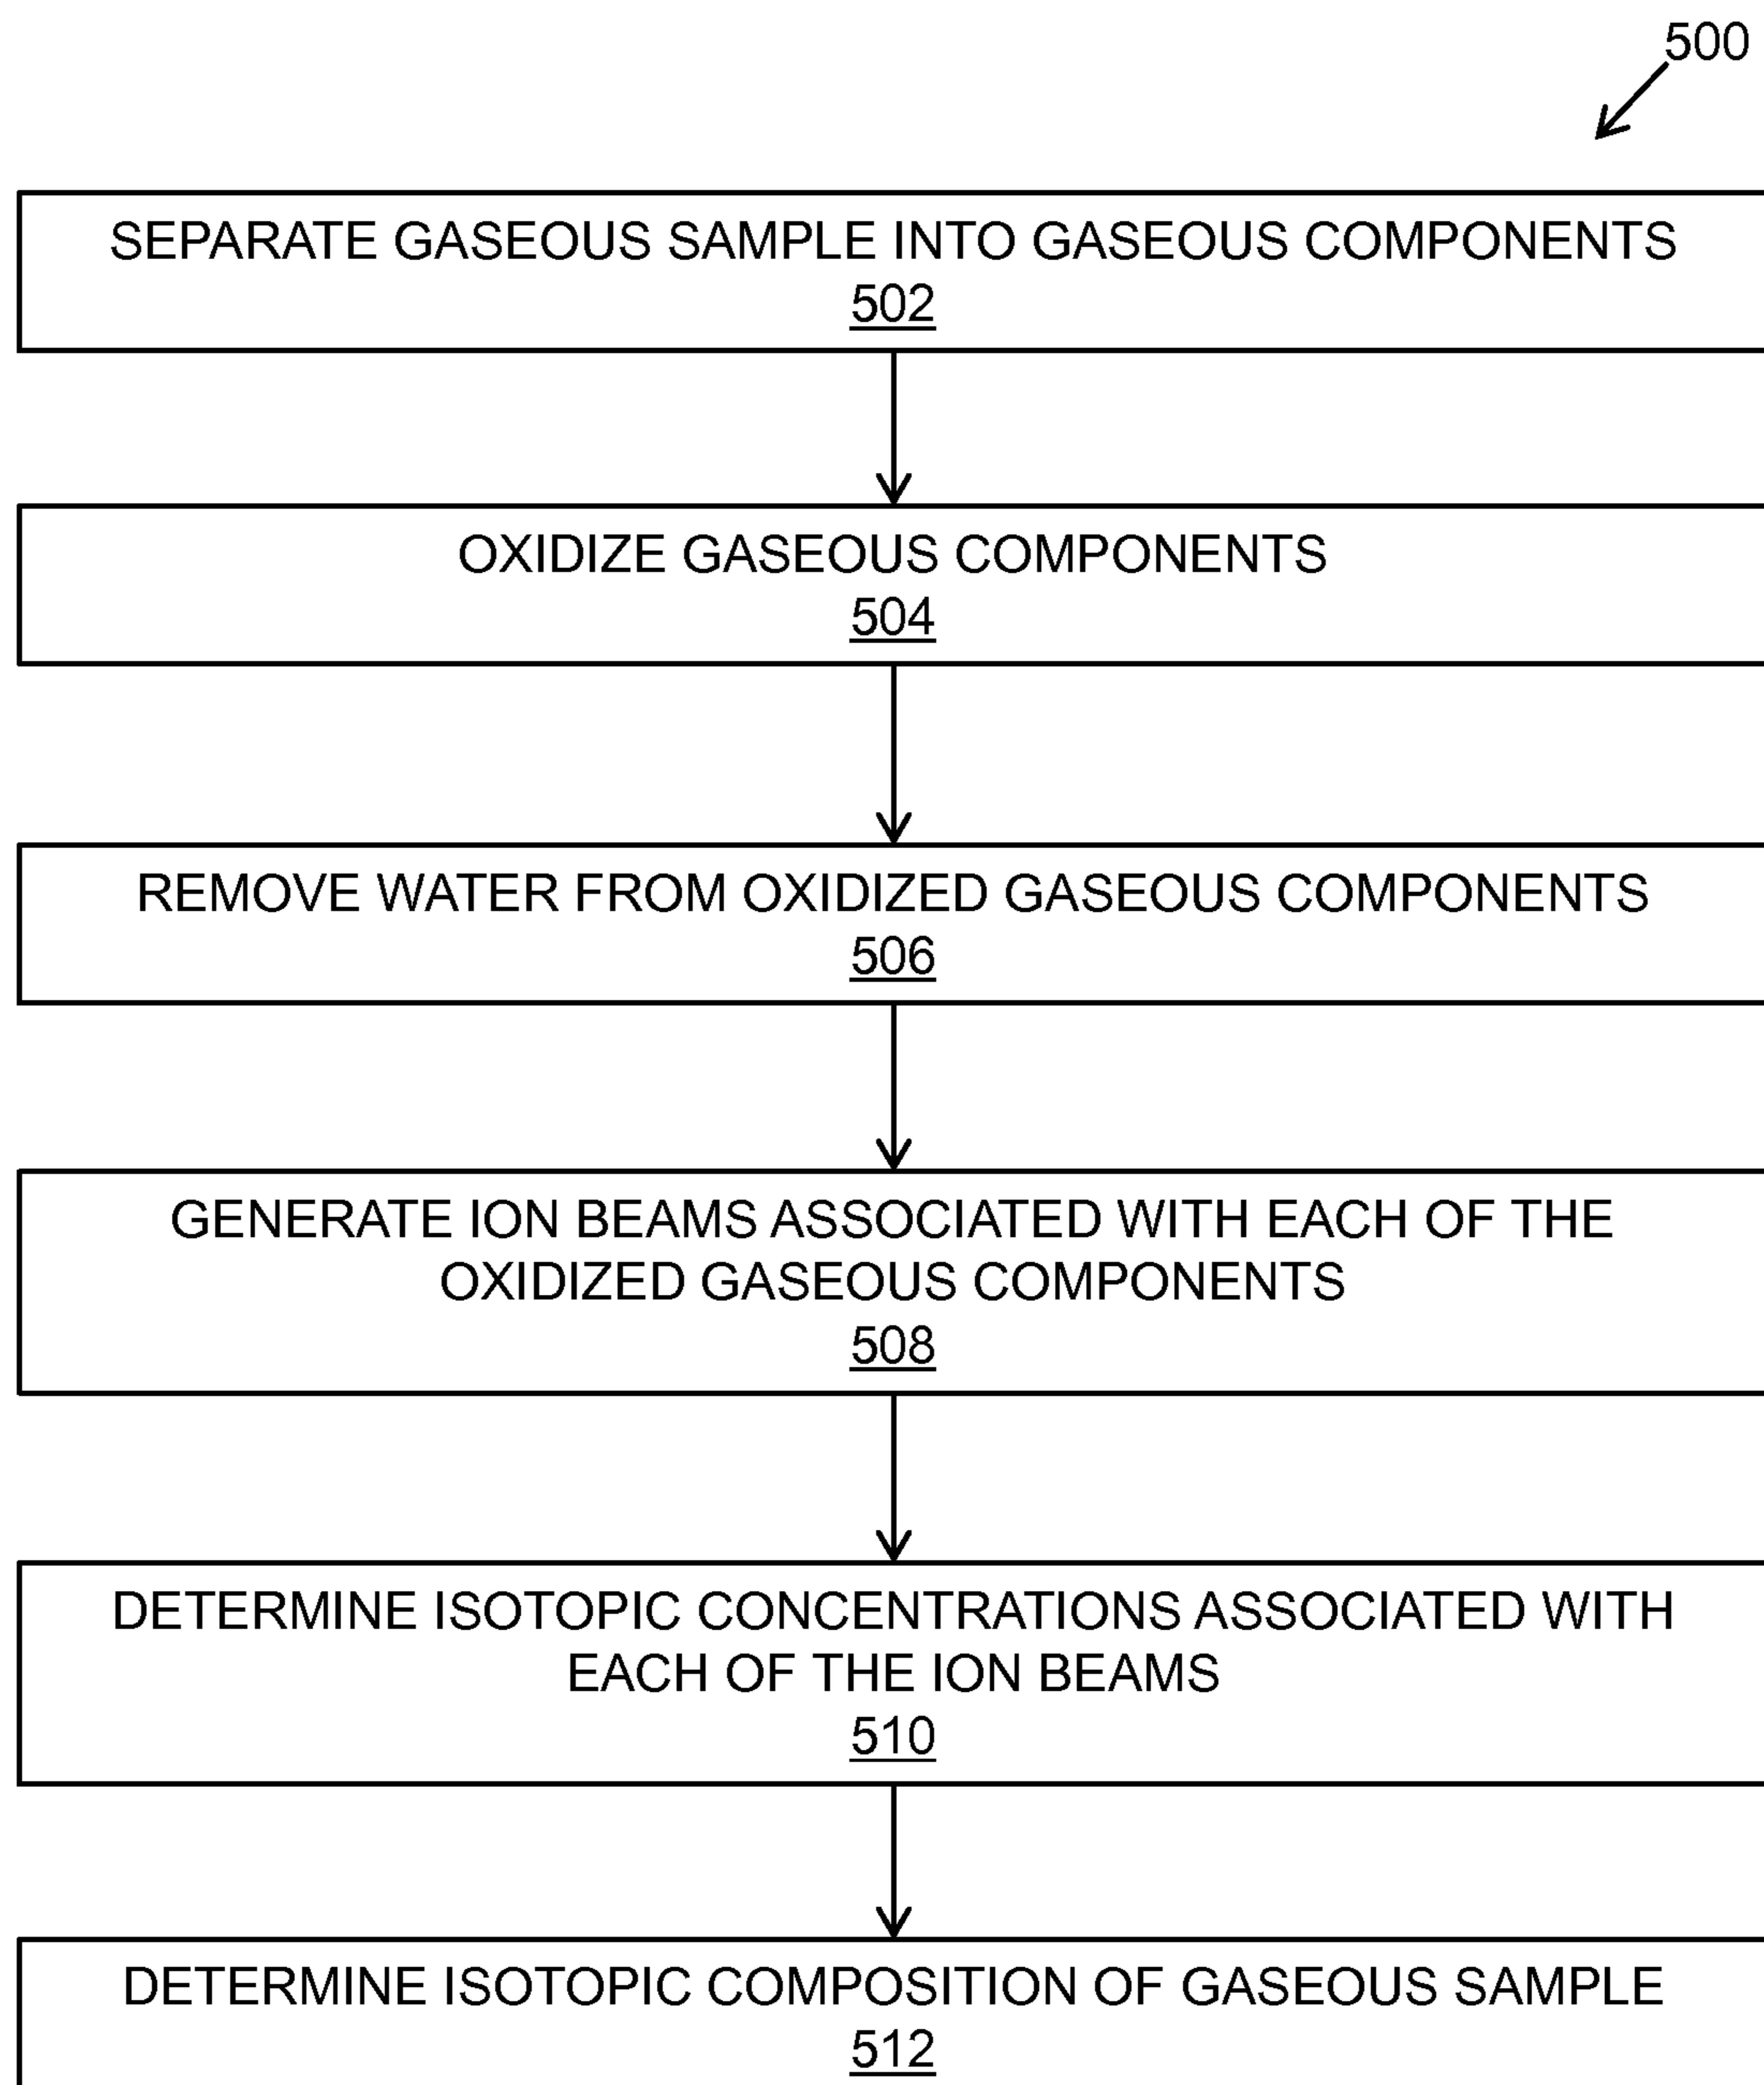 500
SEPARATE GASEOUS SAMPLE INTO GASEOUS COMPONENTS
502
OXIDIZE GASEOUS COMPONENTS
504
REMOVE WATER FROM OXIDIZED GASEOUS COMPONENTS
506
GENERATE ION BEAMS ASSOCIATED WITH EACH OF THE
OXIDIZED GASEOUS COMPONENTS
508
DETERMINE ISOTOPIC CONCENTRATIONS ASSOCIATED WITH
EACH OF THE ION BEAMS
510
DETERMINE ISOTOPIC COMPOSITION OF GASEOUS SAMPLE
512